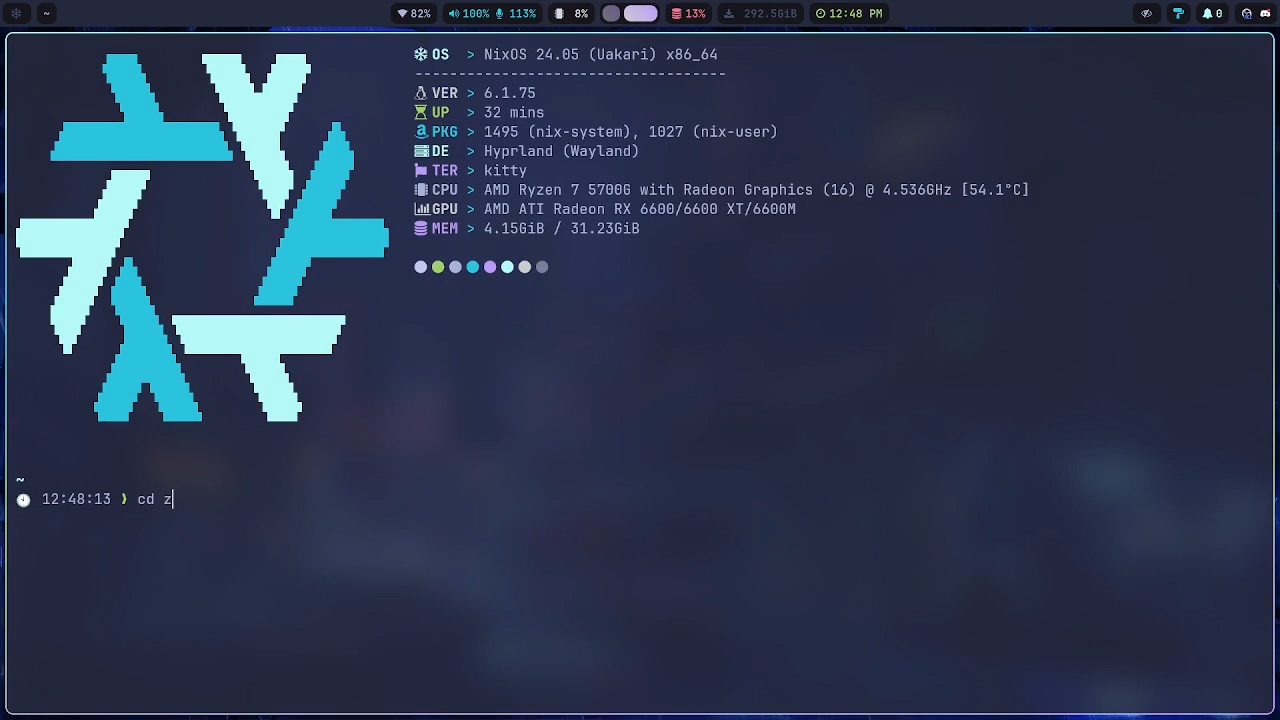 ~ 82% 100% 113% 8% 13% 292.5GiB 12:48 PM 0
OS > NixOS 24.05 (Uakari) x86_64
------------------------------------
VER > 6.1.75
UP > 32 mins
PKG > 1495 (nix-system), 1027 (nix-user)
DE > Hyprland (Wayland)
TER > kitty
CPU > AMD Ryzen 7 5700G with Radeon Graphics (16) @ 4.536GHz [54.1°C]
GPU > AMD ATI Radeon RX 6600/6600 XT/6600M
MEM > 4.15GiB / 31.23GiB
~
12:48:13 ❯ cd z